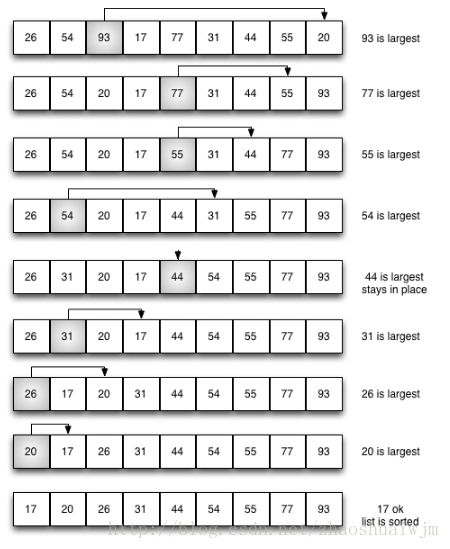 26 54 93 17 77 31 44 55 20 93 is largest
26 54 20 17 77 31 44 55 93 77 is largest
26 54 20 17 55 31 44 77 93 55 is largest
26 54 20 17 44 31 55 77 93 54 is largest
26 31 20 17 44 54 55 77 93 44 is largest
stays in place
26 31 20 17 44 54 55 77 93 31 is largest
26 17 20 31 44 54 55 77 93 26 is largest
20 17 26 31 44 54 55 77 93 20 is largest
17 20 26 31 44 54 55 77 93 17 ok
list is sorted
http://blog.csdn.net/zhaoshuaiwjm